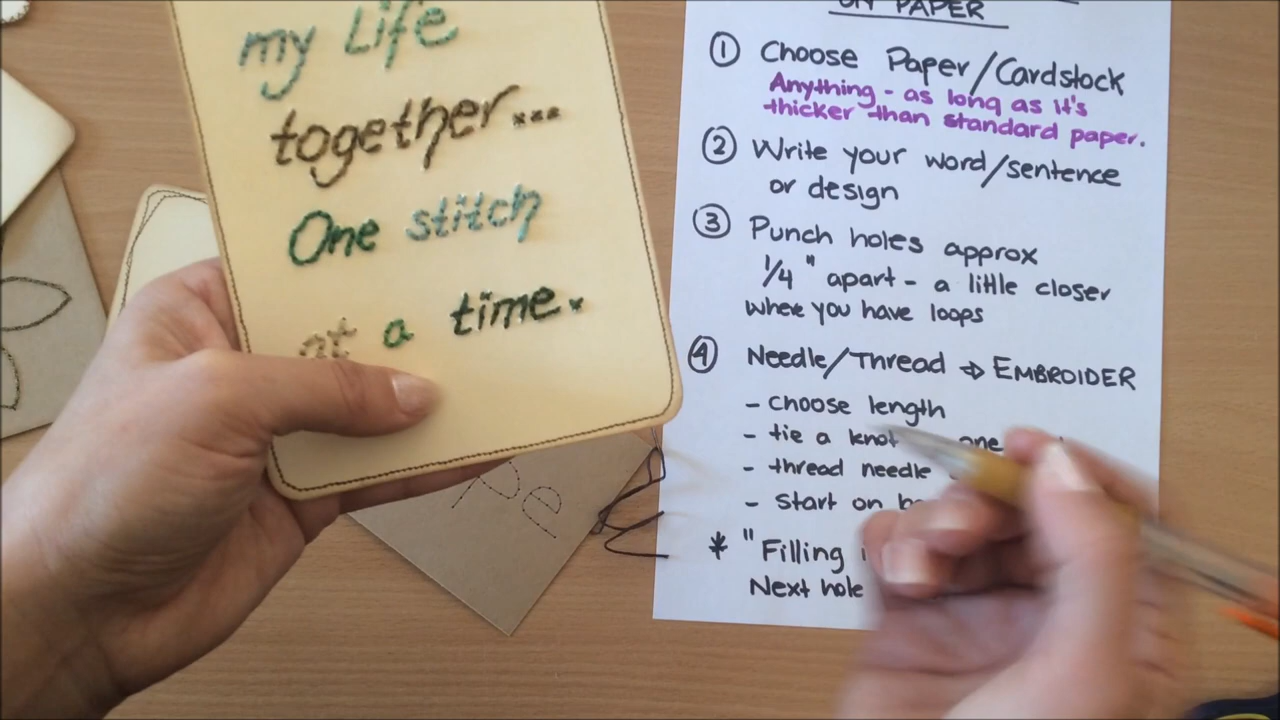 my Life
together...
One stitch
at a time.
ON PAPER
① Choose Paper/Cardstock
Anything - as long as it's
thicker than standard paper.
② Write your word/sentence
or design
③ Punch holes approx
1/4" apart - a little closer
where you have loops
④ Needle/Thread ⇒ EMBROIDER
- choose length
- tie a knot one
- thread needle
- Start on
* "Filling
Next hole